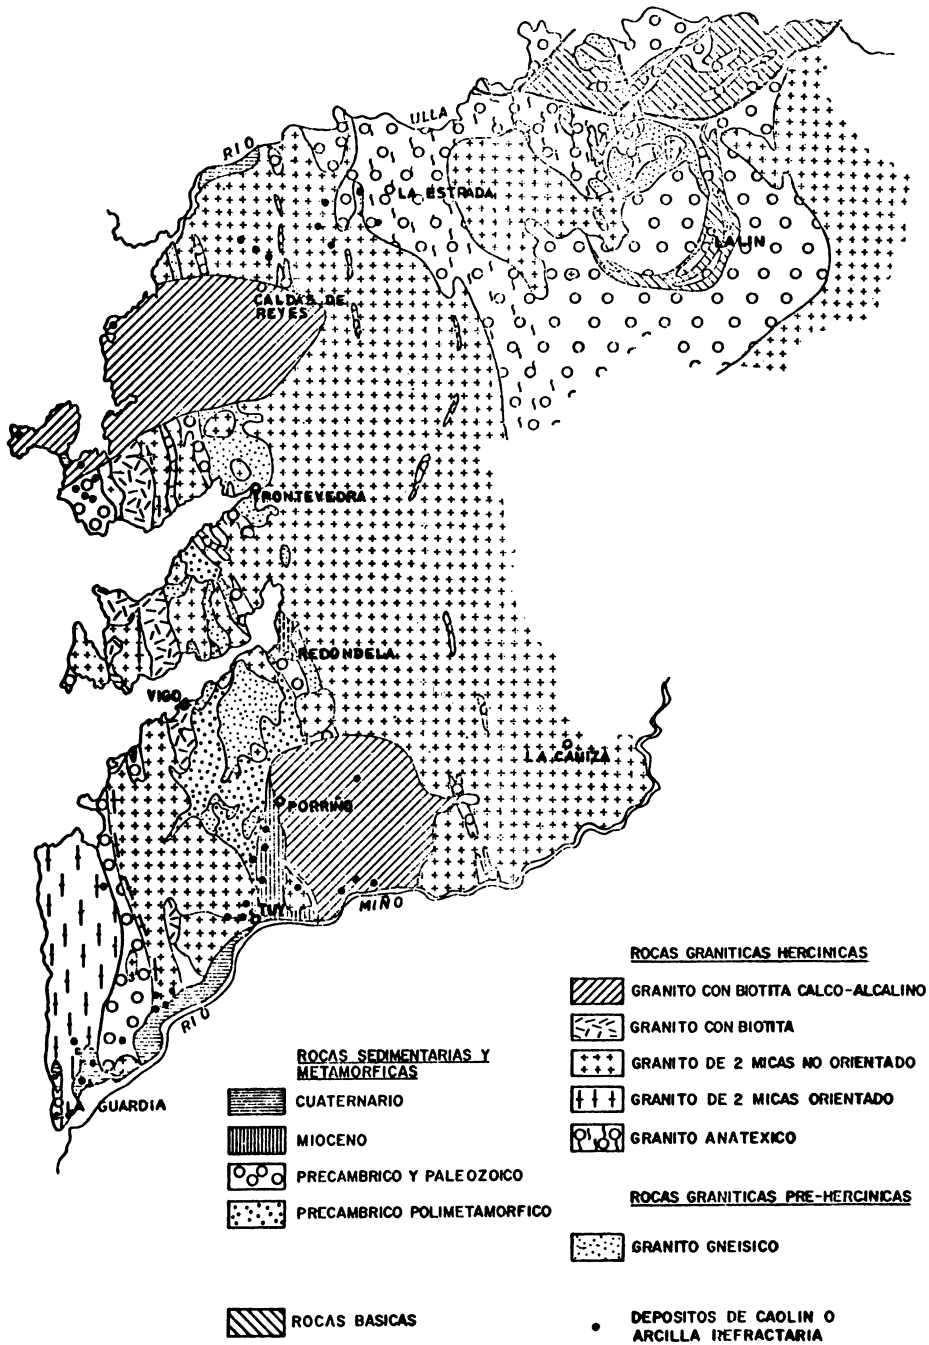 RIO
ULLA
LA ESTRADA
LALIN
CALDAS DE
REYES
PONTEVEDRA
REDONDELA
VIGO
LA CAÑIZA
PORRIÑO
TUY
MIÑO
RIO
LA GUARDIA
ROCAS SEDIMENTARIAS Y
METAMORFICAS
CUATERNARIO
MIOCENO
PRECAMBRICO Y PALEOZOICO
PRECAMBRICO POLIMETAMORFICO
ROCAS BASICAS
ROCAS GRANITICAS HERCINICAS
GRANITO CON BIOTITA CALCO-ALCALINO
GRANITO CON BIOTITA
GRANITO DE 2 MICAS NO ORIENTADO
GRANITO DE 2 MICAS ORIENTADO
GRANITO ANATEXICO
ROCAS GRANITICAS PRE-HERCINICAS
GRANITO GNEISICO
DEPOSITOS DE CAOLIN O
ARCILLA REFRACTARIA